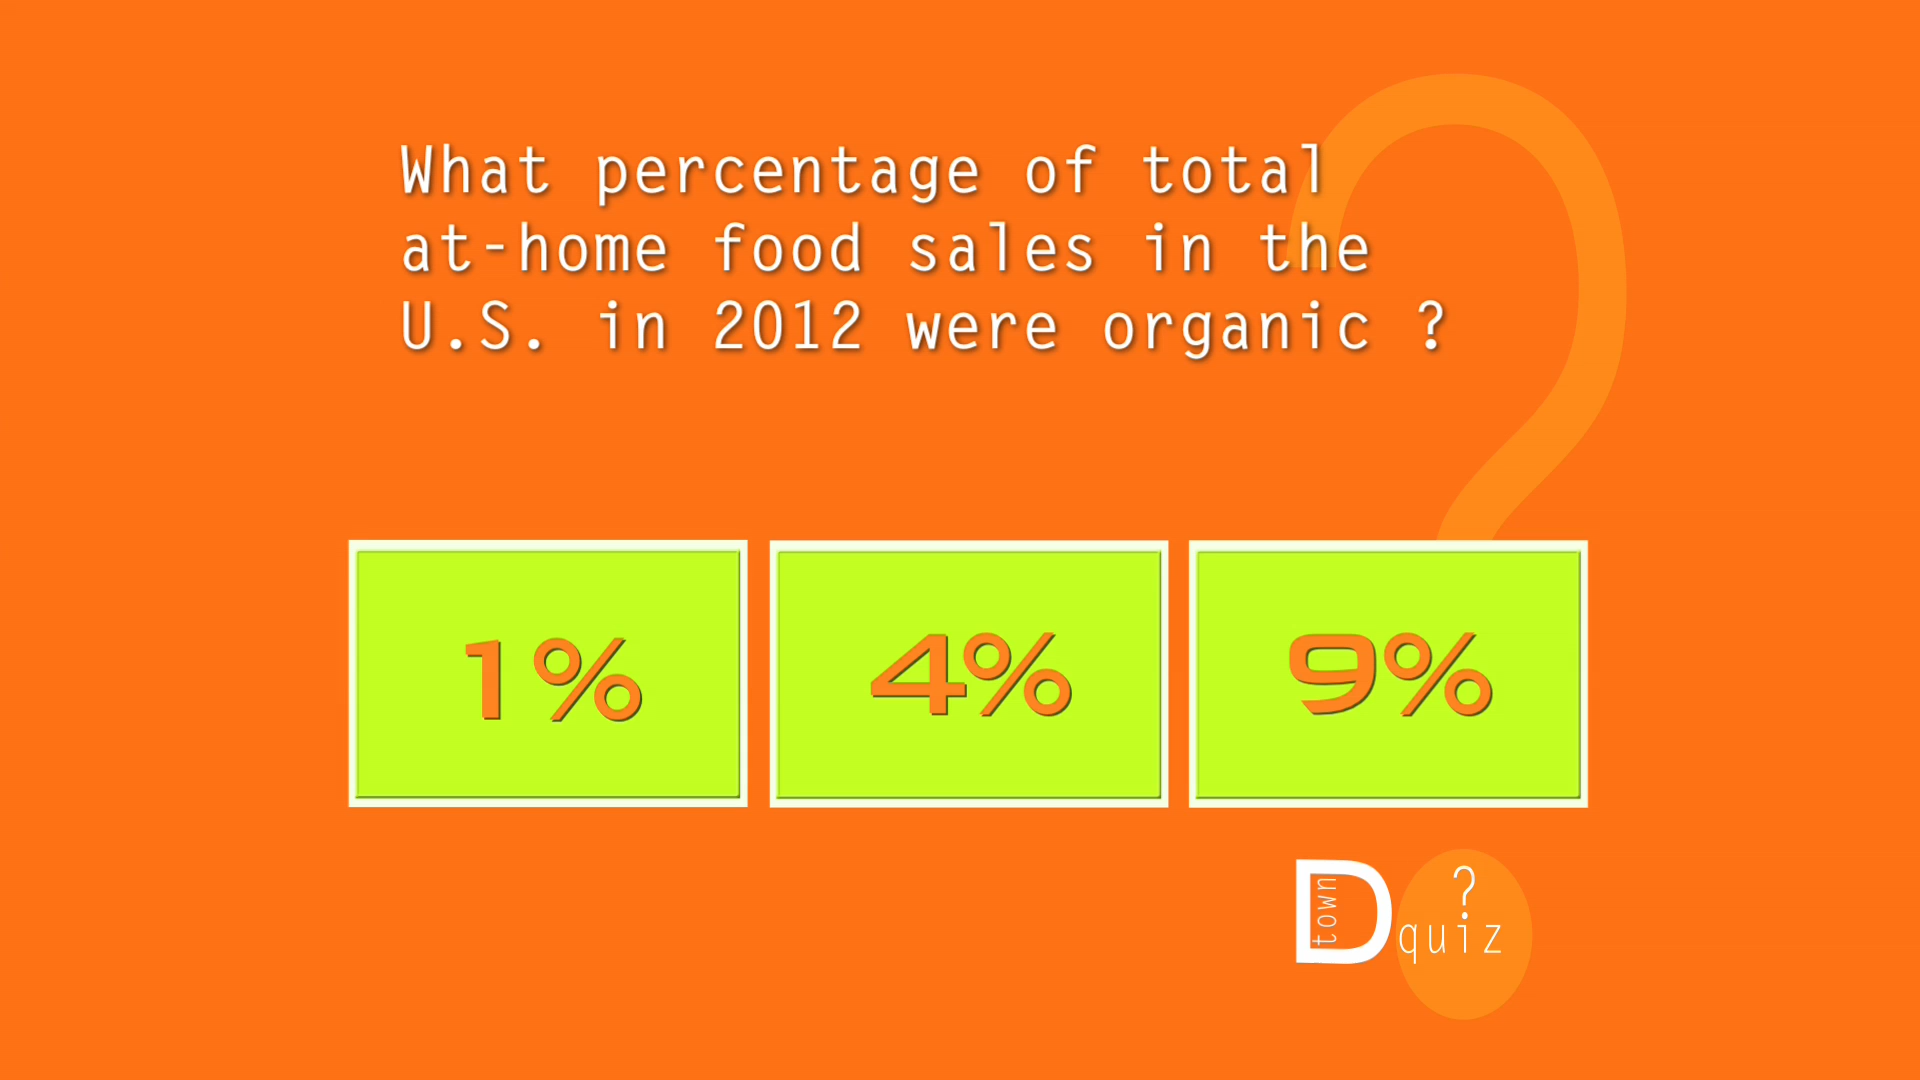 What percentage of total
at-home food sales in the
U.S. in 2012 were organic ?
1%
4%
9%
D town
?
quiz